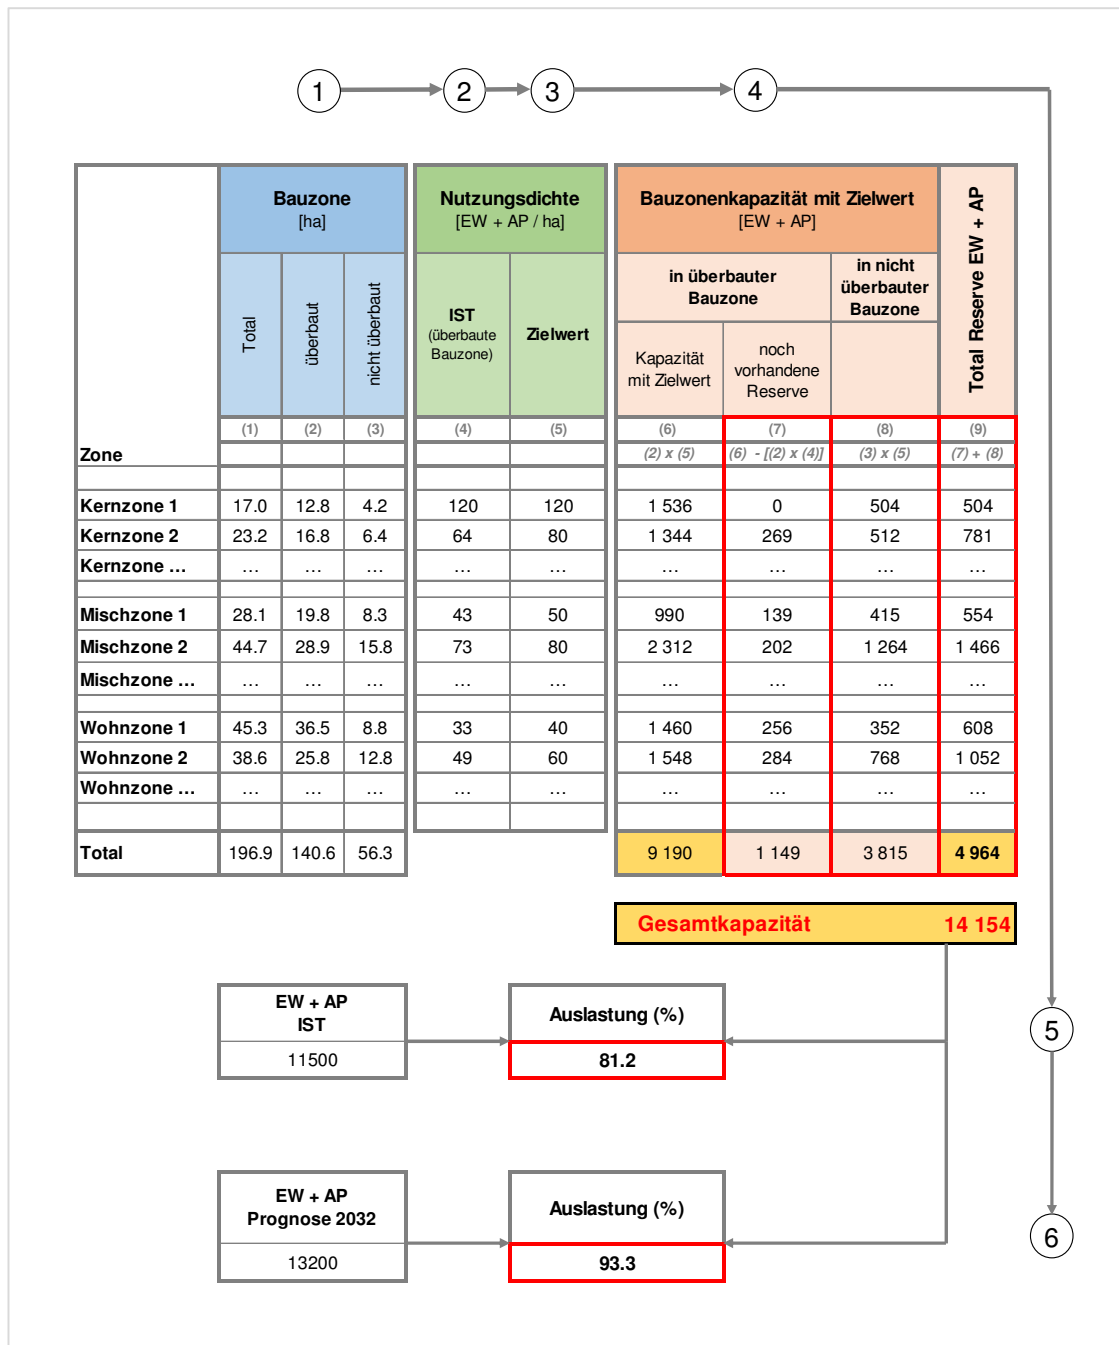 1 2 3 4
Bauzone
[ha]
Nutzungsdichte
[EW + AP / ha]
Bauzonenkapazität mit Zielwert
[EW + AP]
Total Reserve EW + AP
Total
überbaut
nicht überbaut
IST
(überbaute
Bauzone)
Zielwert
in überbauter
Bauzone
in nicht
überbauter
Bauzone
Kapazität
mit Zielwert
noch
vorhandene
Reserve
(1) (2) (3) (4) (5) (6) (7) (8) (9)
Zone (2) x (5) (6) - [(2) x (4)] (3) x (5) (7) + (8)
Kernzone 1 17.0 12.8 4.2 120 120 1 536 0 504 504
Kernzone 2 23.2 16.8 6.4 64 80 1 344 269 512 781
Kernzone … … … … … … … … … …
Mischzone 1 28.1 19.8 8.3 43 50 990 139 415 554
Mischzone 2 44.7 28.9 15.8 73 80 2 312 202 1 264 1 466
Mischzone … … … … … … … … … …
Wohnzone 1 45.3 36.5 8.8 33 40 1 460 256 352 608
Wohnzone 2 38.6 25.8 12.8 49 60 1 548 284 768 1 052
Wohnzone … … … … … … … … … …
Total 196.9 140.6 56.3 9 190 1 149 3 815 4 964
Gesamtkapazität 14 154
EW + AP
IST
11500
Auslastung (%)
81.2
5
EW + AP
Prognose 2032
13200
Auslastung (%)
93.3
6